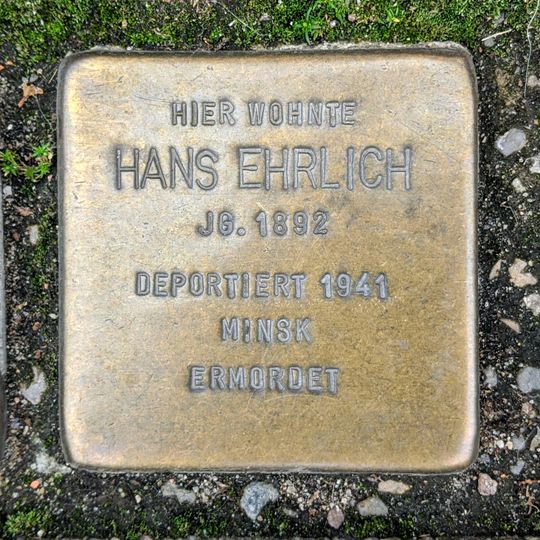 HIER WOHNTE
HANS EHRLICH
JG. 1892
DEPORTIERT 1941
MINSK
ERMORDET